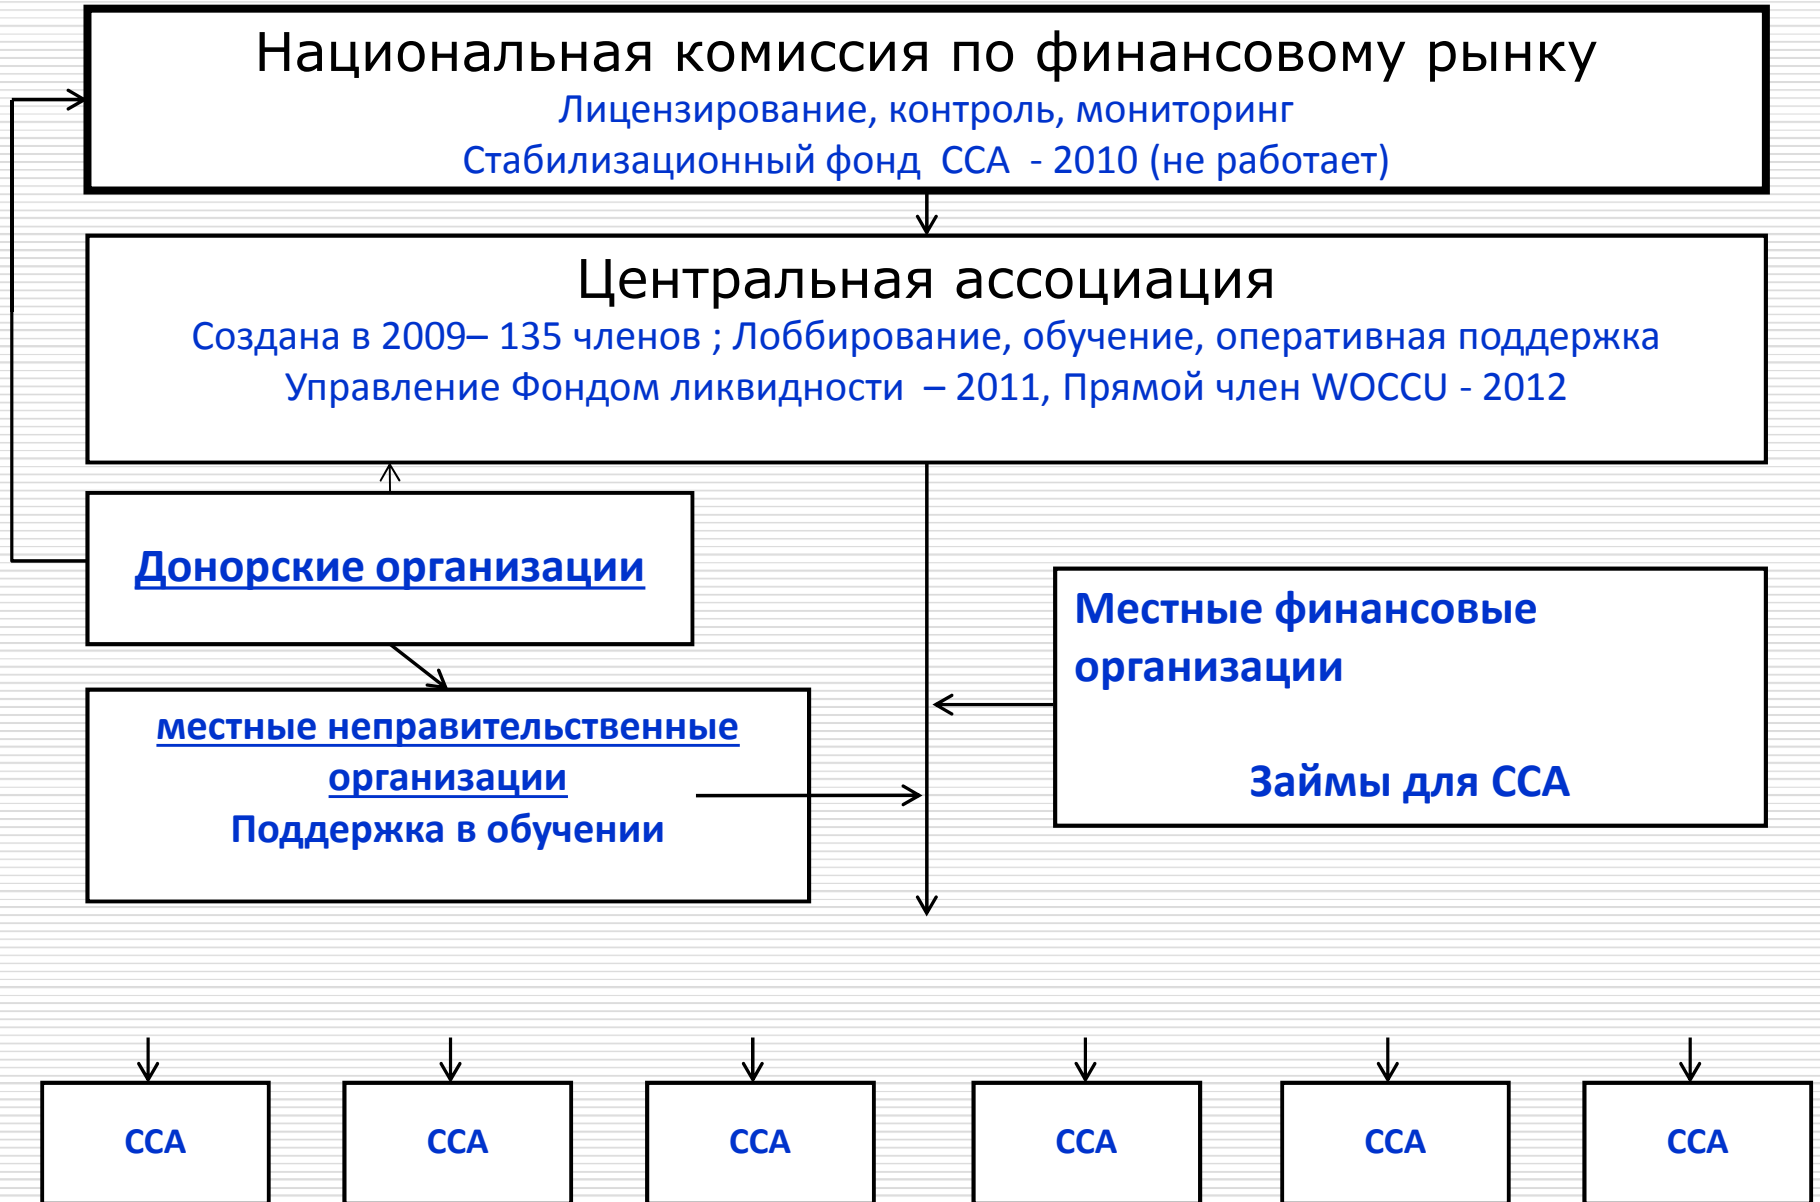 Национальная комиссия по финансовому рынку
Лицензирование, контроль, мониторинг
Стабилизационный фонд ССА - 2010 (не работает)
Центральная ассоциация
Создана в 2009– 135 членов ; Лоббирование, обучение, оперативная поддержка
Управление Фондом ликвидности – 2011, Прямой член WOCCU - 2012
Донорские организации
Местные финансовые
организации
Займы для ССА
местные неправительственные
организации
Поддержка в обучении
ССА
ССА
ССА
ССА
ССА
ССА